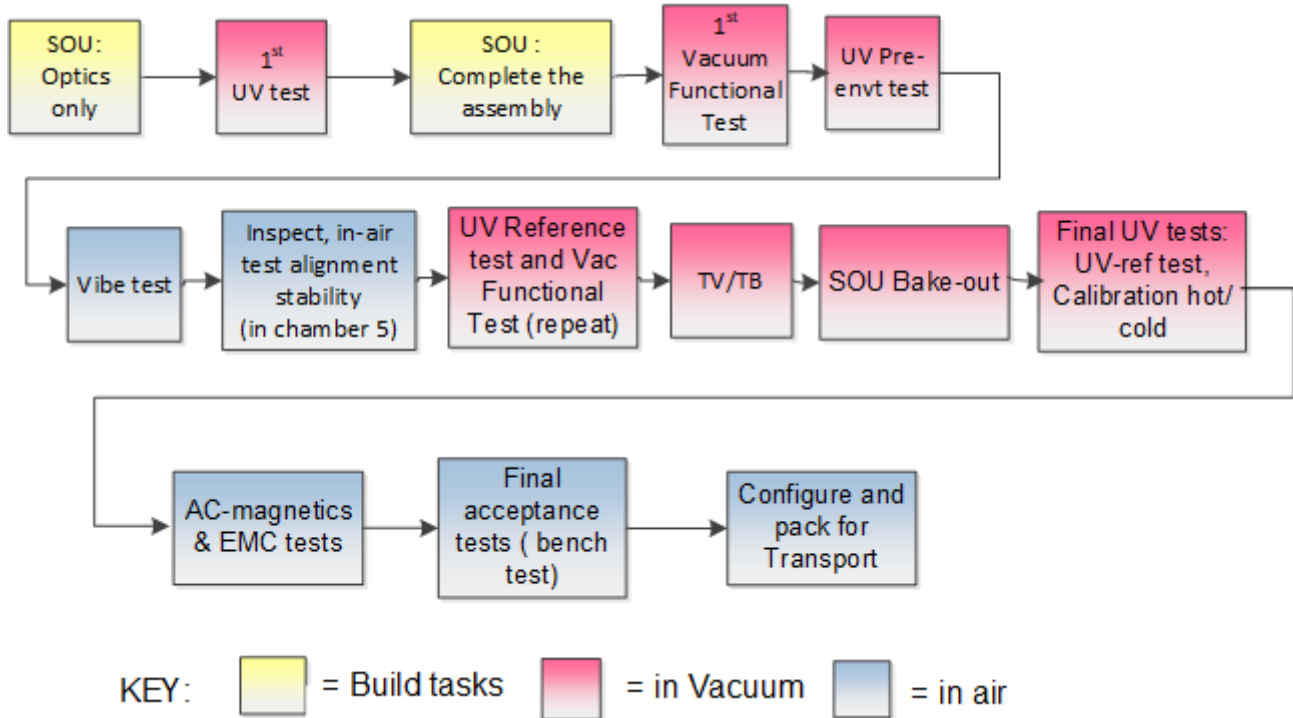 SOU:
Optics
only
1st
UV test
SOU :
Complete the
assembly
1st
Vacuum
Functional
Test
UV Pre-
envt test
Vibe test
Inspect, in-air
test alignment
stability
(in chamber 5)
UV Reference
test and Vac
Functional
Test (repeat)
TV/TB
SOU Bake-out
Final UV tests:
UV-ref test,
Calibration hot/
cold
AC-magnetics
& EMC tests
Final
acceptance
tests ( bench
test)
Configure and
pack for
Transport
KEY:
= Build tasks
= in Vacuum
= in air